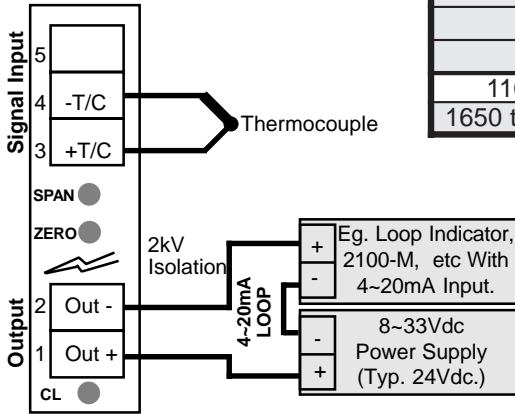 Signal Input
5
4 -T/C
3 +T/C
Thermocouple
SPAN
ZERO
2kV
Isolation
Output
2 Out -
1 Out +
CL
4~20mA
LOOP
+
-
Eg. Loop Indicator,
2100-M, etc With
4~20mA Input.
-
+
8~33Vdc
Power Supply
(Typ. 24Vdc.)
1650 t